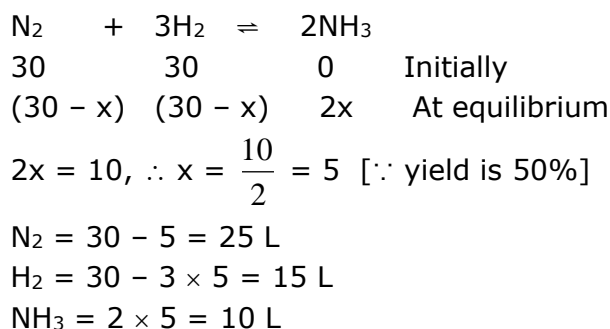 N₂ + 3H₂ ⇌ 2NH₃
30 30 0 Initially
(30 – x) (30 – x) 2x At equilibrium
2x = 10, ∴ x = 10/2 = 5 [∵ yield is 50%]
N₂ = 30 – 5 = 25 L
H₂ = 30 – 3 × 5 = 15 L
NH₃ = 2 × 5 = 10 L